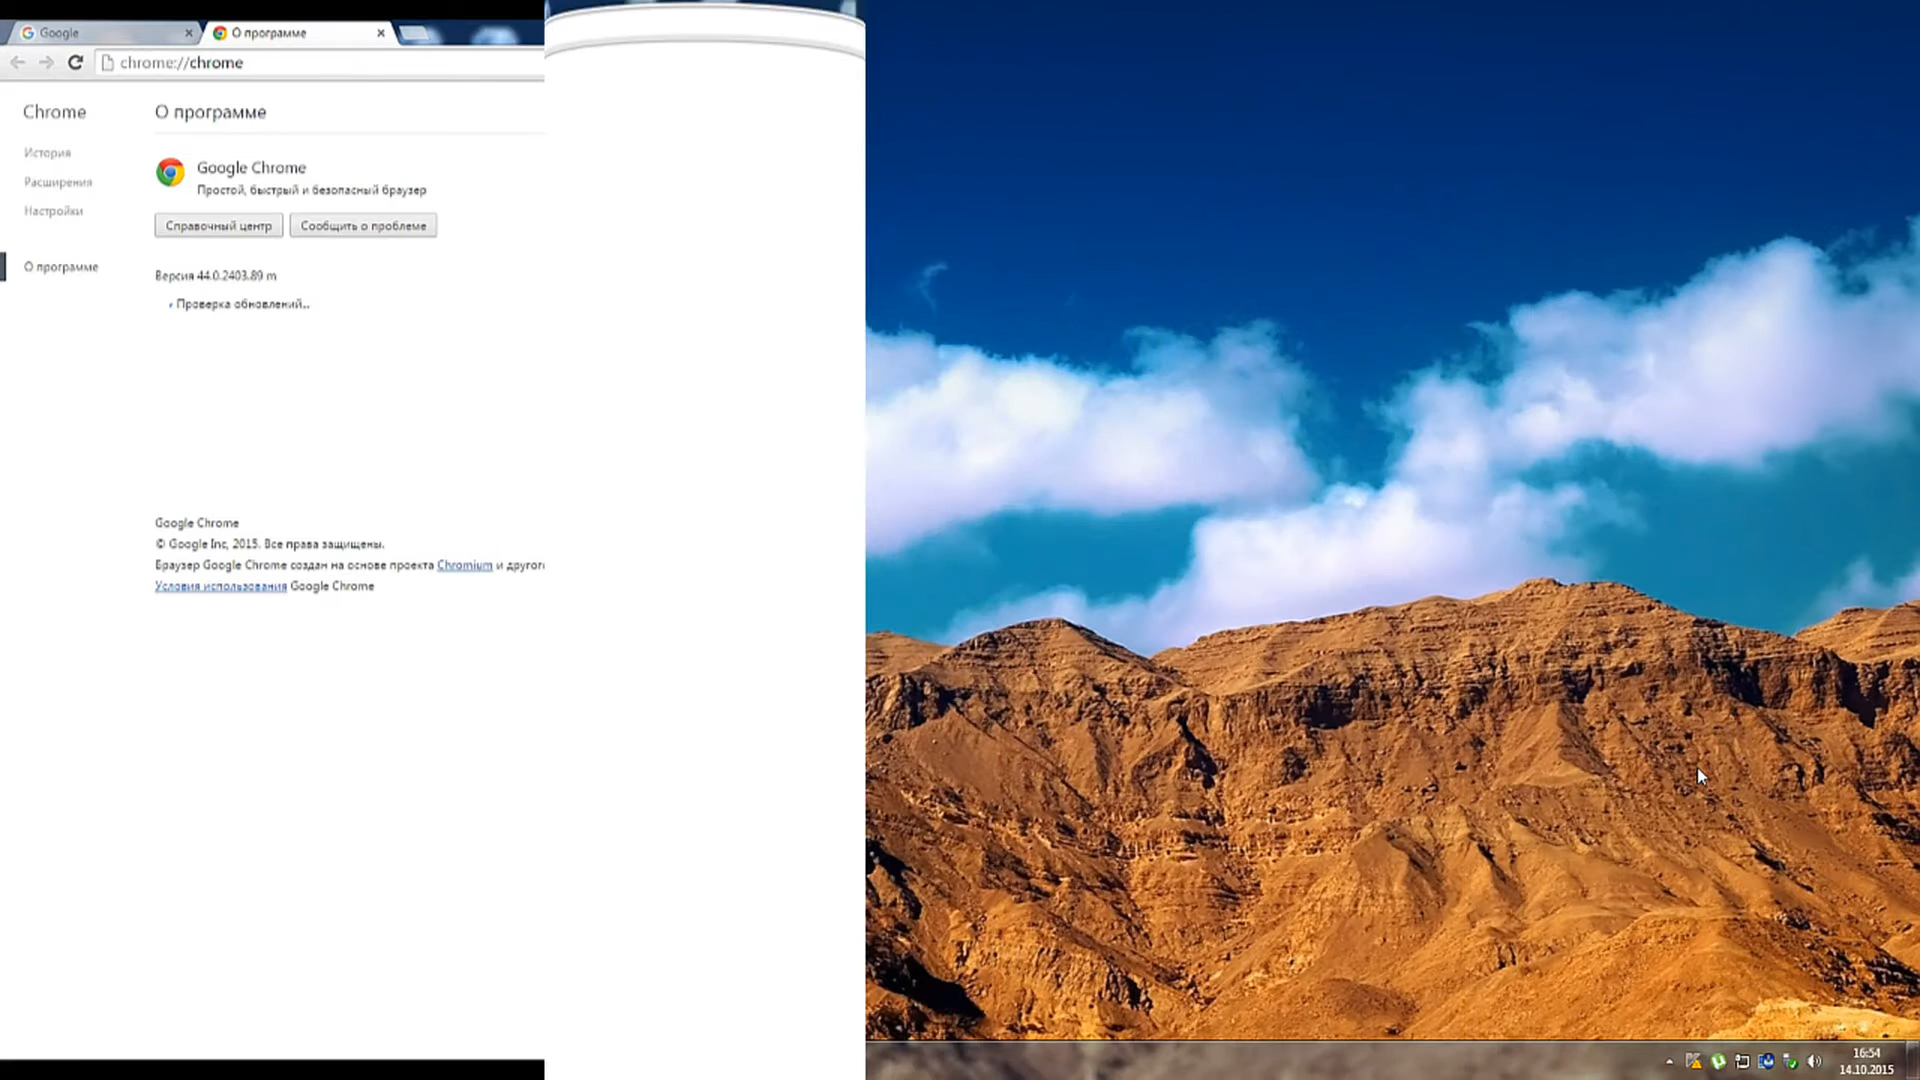 Google
О программе
chrome://chrome
Chrome
О программе
История
Расширения
Настройки
О программе
Google Chrome
Простой, быстрый и безопасный браузер
Справочный центр
Сообщить о проблеме
Версия 44.0.2403.89 m
Проверка обновлений...
Google Chrome
© Google Inc, 2015. Все права защищены.
Браузер Google Chrome создан на основе проекта Chromium и другого
Условия использования Google Chrome
16:54
14.10.2015